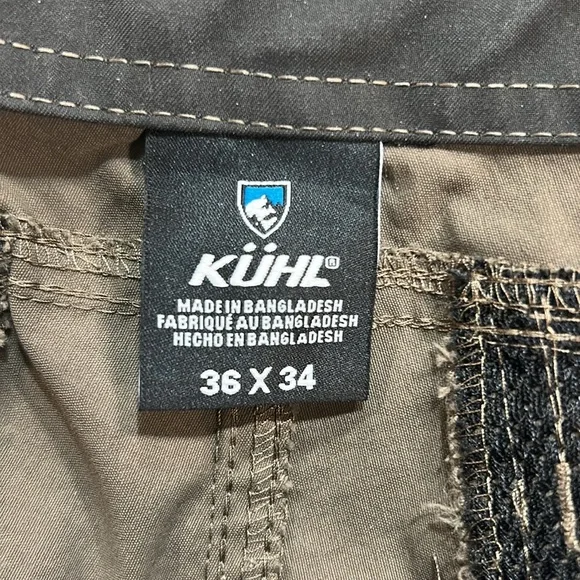 KÜHL®
MADE IN BANGLADESH
FABRIQUÉ AU BANGLADESH
HECHO EN BANGLADESH
36 X 34